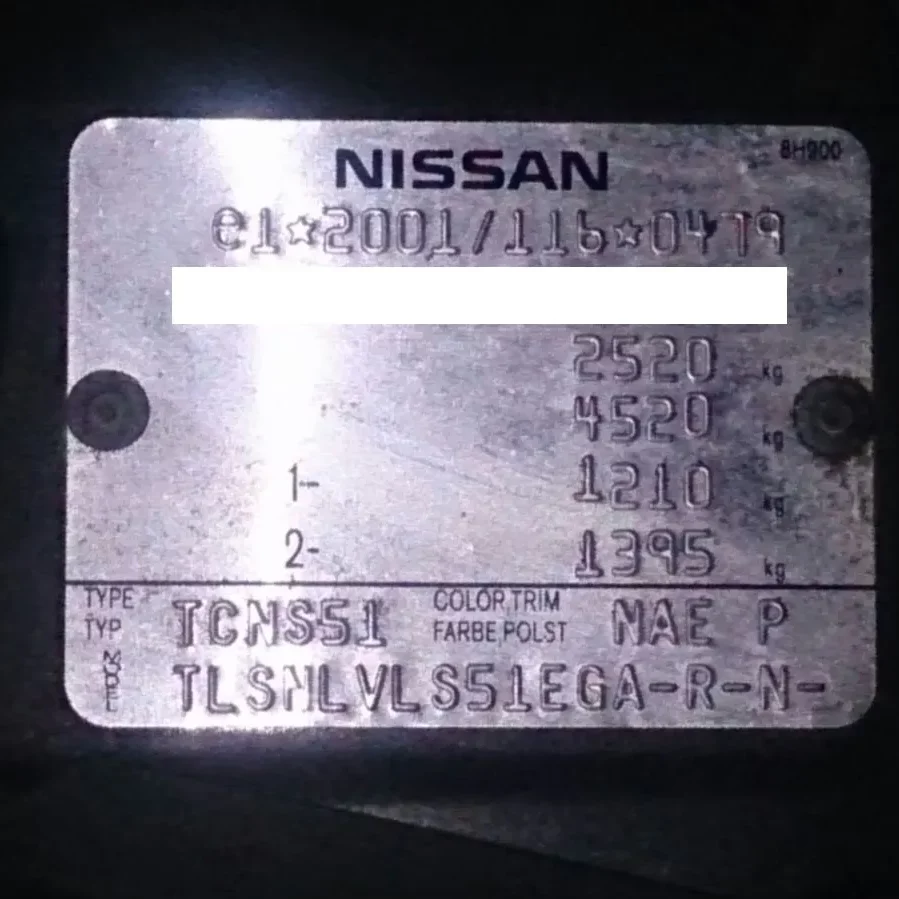 NISSAN 8H900
e1☆2001/116☆0479
2520 kg
4520 kg
1- 1210 kg
2- 1395 kg
TYPE TYP TCNS51 COLOR,TRIM FARBE,POLST NAE P
MODEL TLSNLVLS51EGA-R-N-